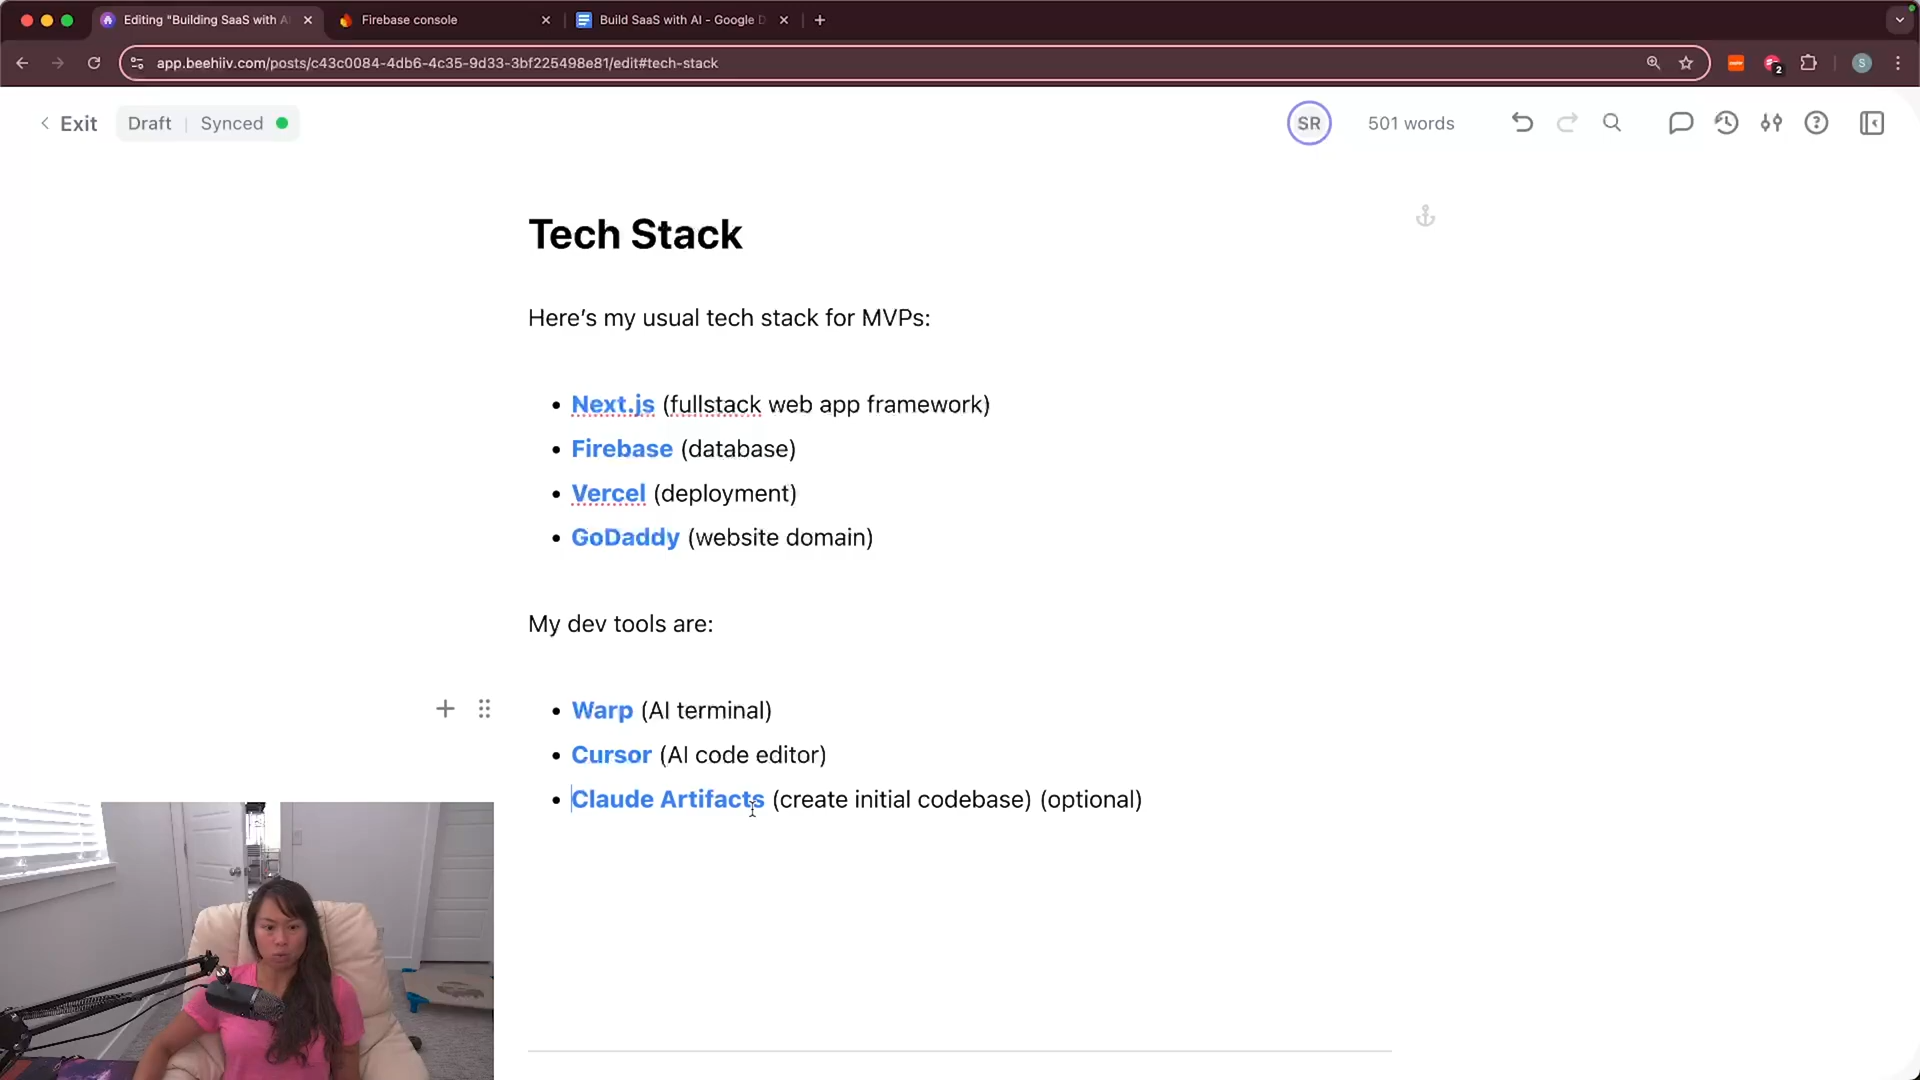 Editing "Building SaaS with AI
Firebase console
Build SaaS with AI - Google D
app.beehiiv.com/posts/c43c0084-4db6-4c35-9d33-3bf225498e81/edit#tech-stack
2
S
Exit
Draft | Synced
SR
501 words
Tech Stack
Here’s my usual tech stack for MVPs:
• Next.js (fullstack web app framework)
• Firebase (database)
• Vercel (deployment)
• GoDaddy (website domain)
My dev tools are:
• Warp (AI terminal)
• Cursor (AI code editor)
• Claude Artifacts (create initial codebase) (optional)